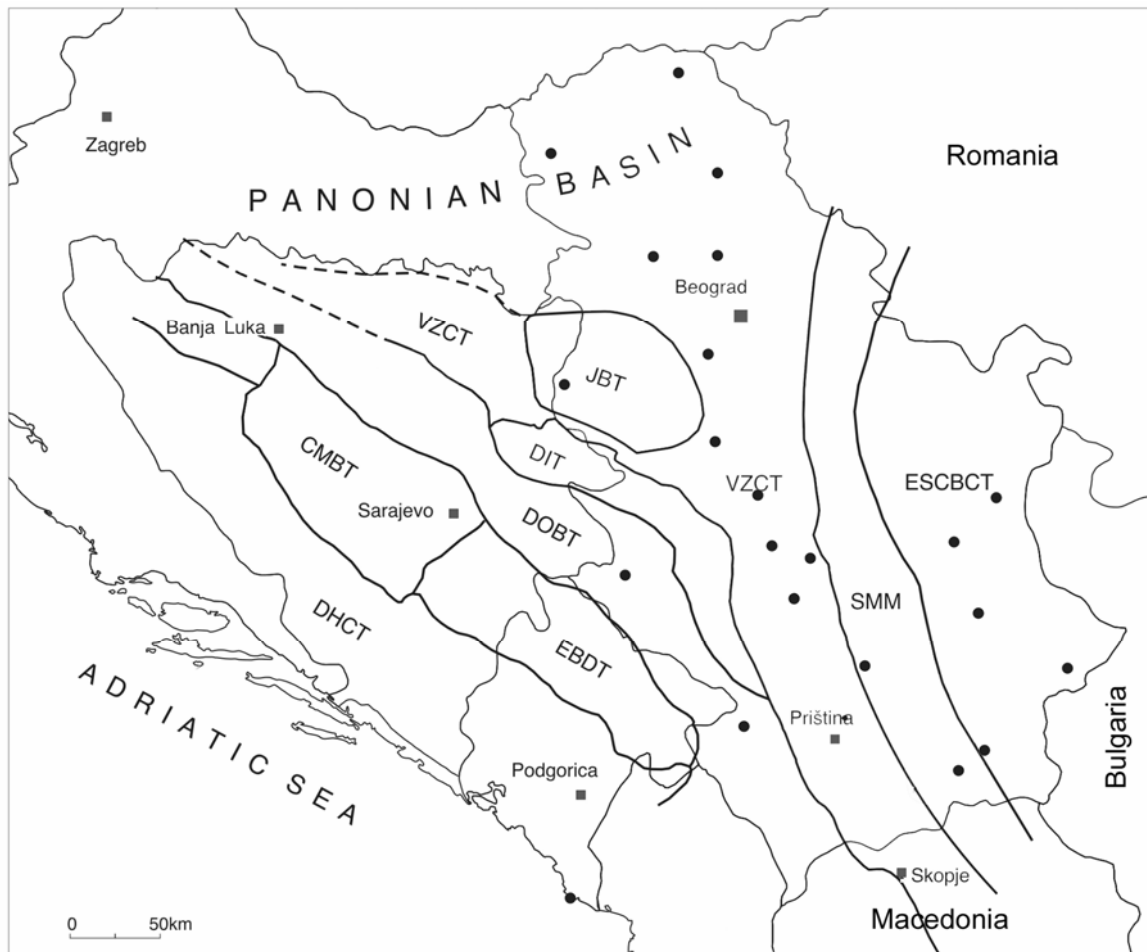 Zagreb
Romania
PANONIAN BASIN
Beograd
VZCT
Banja Luka
JBT
CMBT
DIT
VZCT
ESCBCT
Sarajevo
DOBT
SMM
DHCT
EBDT
ADRIATIC SEA
Priština
Bulgaria
Podgorica
Skopje
Macedonia
0 50km